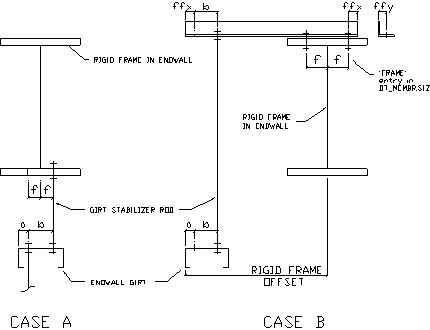 ffx b ffx ffy
RIGID FRAME IN ENDWALL
f f
"FRAME"
entry in
DT_MEMBR.SIZ
RIGID FRAME
IN ENDWALL
f f
GIRT STABILIZER ROD
o b o b
ENDWALL GIRT
RIGID FRAME
OFFSET
CASE A CASE B